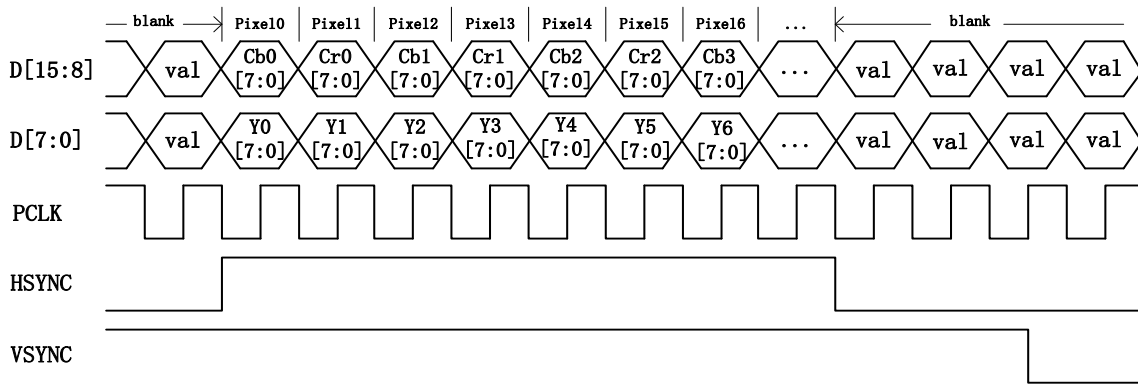 blank Pixel0 Pixel1 Pixel2 Pixel3 Pixel4 Pixel5 Pixel6 ... blank
D[15:8] val Cb0 [7:0] Cr0 [7:0] Cb1 [7:0] Cr1 [7:0] Cb2 [7:0] Cr2 [7:0] Cb3 [7:0] ... val val val val
D[7:0] val Y0 [7:0] Y1 [7:0] Y2 [7:0] Y3 [7:0] Y4 [7:0] Y5 [7:0] Y6 [7:0] ... val val val val
PCLK
HSYNC
VSYNC